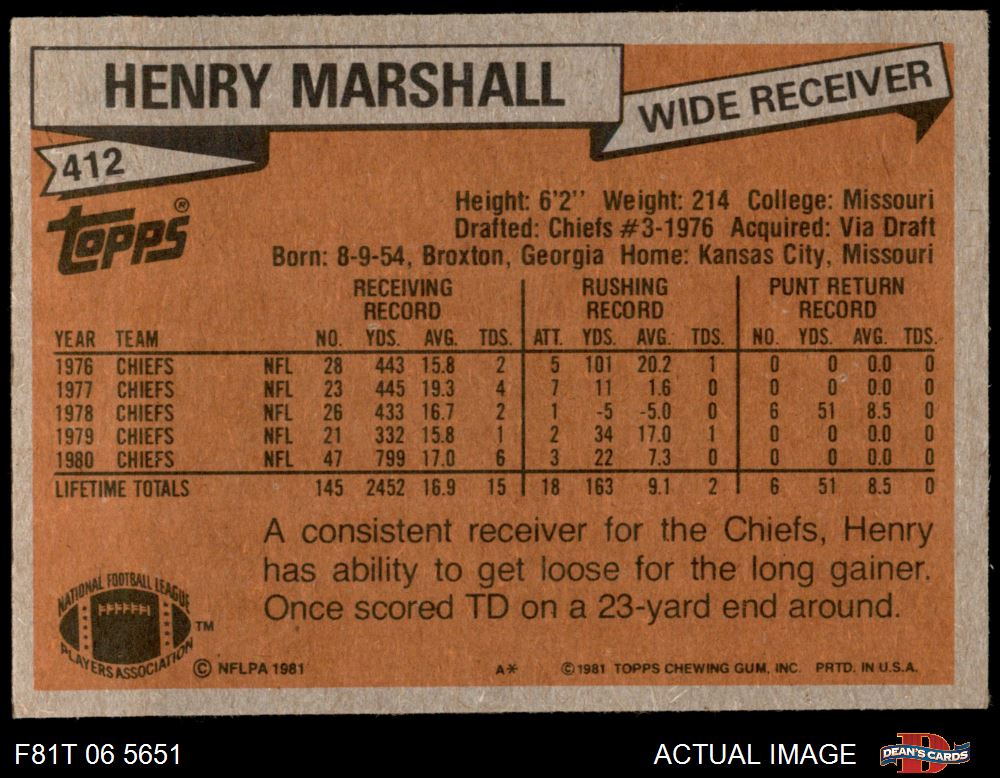 HENRY MARSHALL
WIDE RECEIVER
412
TOPPS®
Height: 6'2'' Weight: 214 College: Missouri
Drafted: Chiefs #3-1976 Acquired: Via Draft
Born: 8-9-54, Broxton, Georgia Home: Kansas City, Missouri
RECEIVING RECORD RUSHING RECORD PUNT RETURN RECORD
YEAR TEAM NO. YDS. AVG. TDS. ATT. YDS. AVG. TDS. NO. YDS. AVG. TDS.
1976 CHIEFS NFL 28 443 15.8 2 5 101 20.2 1 0 0 0.0 0
1977 CHIEFS NFL 23 445 19.3 4 7 11 1.6 0 0 0 0.0 0
1978 CHIEFS NFL 26 433 16.7 2 1 -5 -5.0 0 6 51 8.5 0
1979 CHIEFS NFL 21 332 15.8 1 2 34 17.0 1 0 0 0.0 0
1980 CHIEFS NFL 47 799 17.0 6 3 22 7.3 0 0 0 0.0 0
LIFETIME TOTALS 145 2452 16.9 15 18 163 9.1 2 6 51 8.5 0
A consistent receiver for the Chiefs, Henry
has ability to get loose for the long gainer.
Once scored TD on a 23-yard end around.
NATIONAL FOOTBALL LEAGUE
PLAYERS ASSOCIATION
TM
© NFLPA 1981 A* © 1981 TOPPS CHEWING GUM, INC. PRTD. IN U.S.A.
F81T 06 5651 ACTUAL IMAGE
D
DEAN'S CARDS